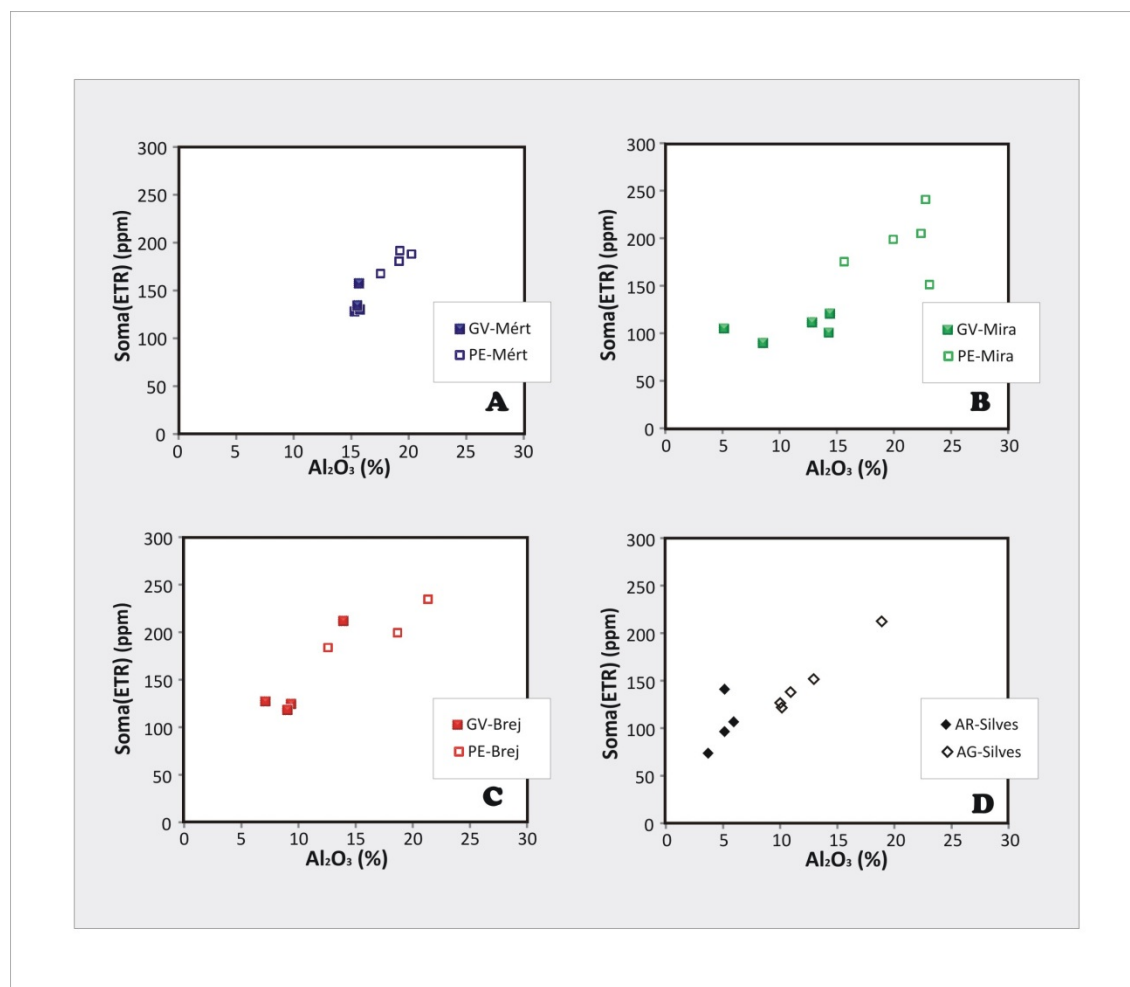 Soma(ETR) (ppm)
300
250
200
150
100
50
0
0 5 10 15 20 25 30
Al₂O₃ (%)
GV-Mért
PE-Mért
A
Soma(ETR) (ppm)
300
250
200
150
100
50
0
0 5 10 15 20 25 30
Al₂O₃ (%)
GV-Mira
PE-Mira
B
Soma(ETR) (ppm)
300
250
200
150
100
50
0
0 5 10 15 20 25 30
Al₂O₃ (%)
GV-Brej
PE-Brej
C
Soma(ETR) (ppm)
300
250
200
150
100
50
0
0 5 10 15 20 25 30
Al₂O₃ (%)
AR-Silves
AG-Silves
D